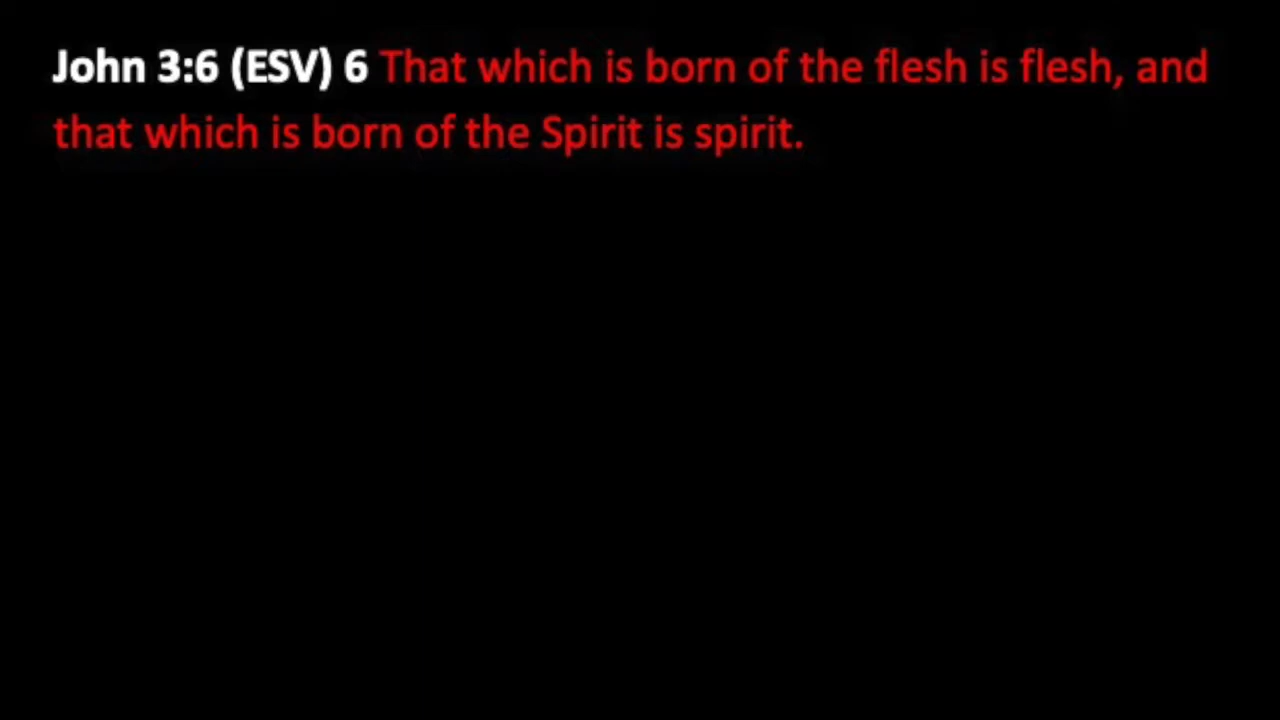 John 3:6 (ESV) 6 That which is born of the flesh is flesh, and
that which is born of the Spirit is spirit.